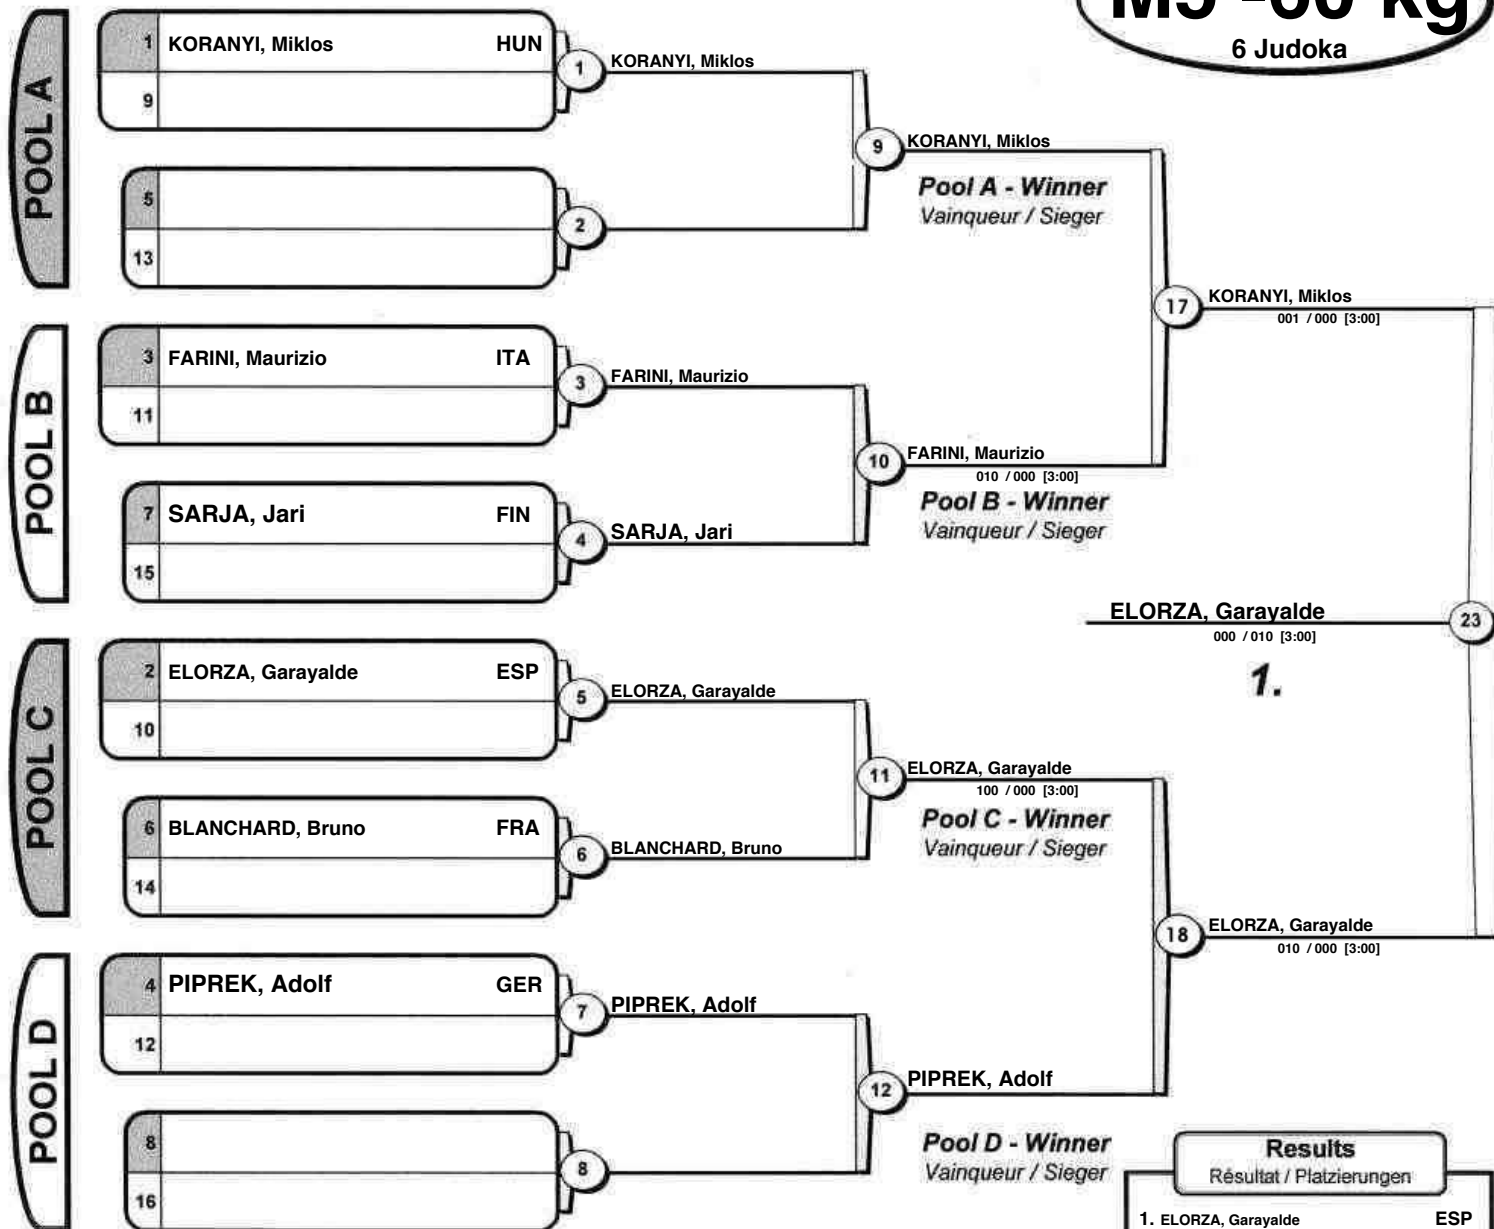 M5 -60 kg
6 Judoka
POOL A
1 KORANYI, Miklos HUN
9
5
13
1 KORANYI, Miklos
2
9 KORANYI, Miklos
Pool A - Winner
Vainqueur / Sieger
POOL B
3 FARINI, Maurizio ITA
11
7 SARJA, Jari FIN
15
3 FARINI, Maurizio
4 SARJA, Jari
10 FARINI, Maurizio
010 / 000 [3:00]
Pool B - Winner
Vainqueur / Sieger
17 KORANYI, Miklos
001 / 000 [3:00]
ELORZA, Garayalde 23
000 / 010 [3:00]
1.
POOL C
2 ELORZA, Garayalde ESP
10
6 BLANCHARD, Bruno FRA
14
5 ELORZA, Garayalde
6 BLANCHARD, Bruno
11 ELORZA, Garayalde
100 / 000 [3:00]
Pool C - Winner
Vainqueur / Sieger
18 ELORZA, Garayalde
010 / 000 [3:00]
POOL D
4 PIPREK, Adolf GER
12
8
16
7 PIPREK, Adolf
8
12 PIPREK, Adolf
Pool D - Winner
Vainqueur / Sieger
Results
Résultat / Platzierungen
1. ELORZA, Garayalde ESP